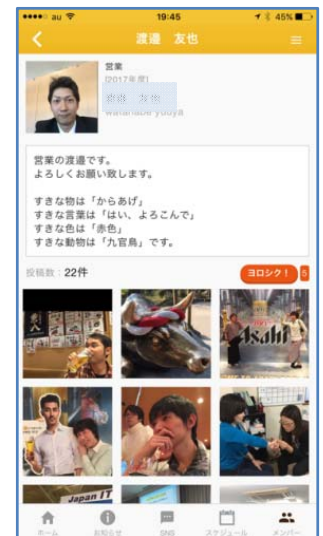 au 19:45 45%
渡邉 友也
営業
[2017年度]
watanabe yuuya
営業の渡邉です。
よろしくお願い致します。
すきな物は「からあげ」
すきな言葉は「はい、よろこんで」
すきな色は「赤色」
すきな動物は「九官鳥」です。
投稿数：22件
ヨロシク！ 5
Asahi
Japan IT
ホーム お知らせ SNS スケジュール メンバー